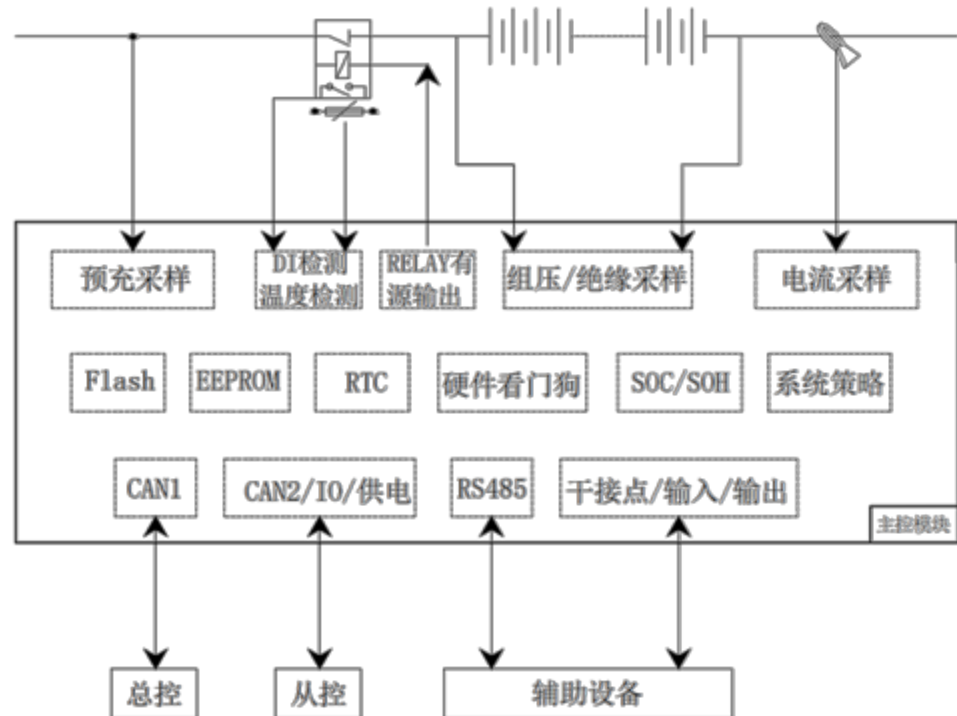 预充采样
DI检测
温度检测
RELAY有
源输出
组压/绝缘采样
电流采样
Flash
EEPROM
RTC
硬件看门狗
SOC/SOH
系统策略
CAN1
CAN2/IO/供电
RS485
干接点/输入/输出
主控模块
总控
从控
辅助设备